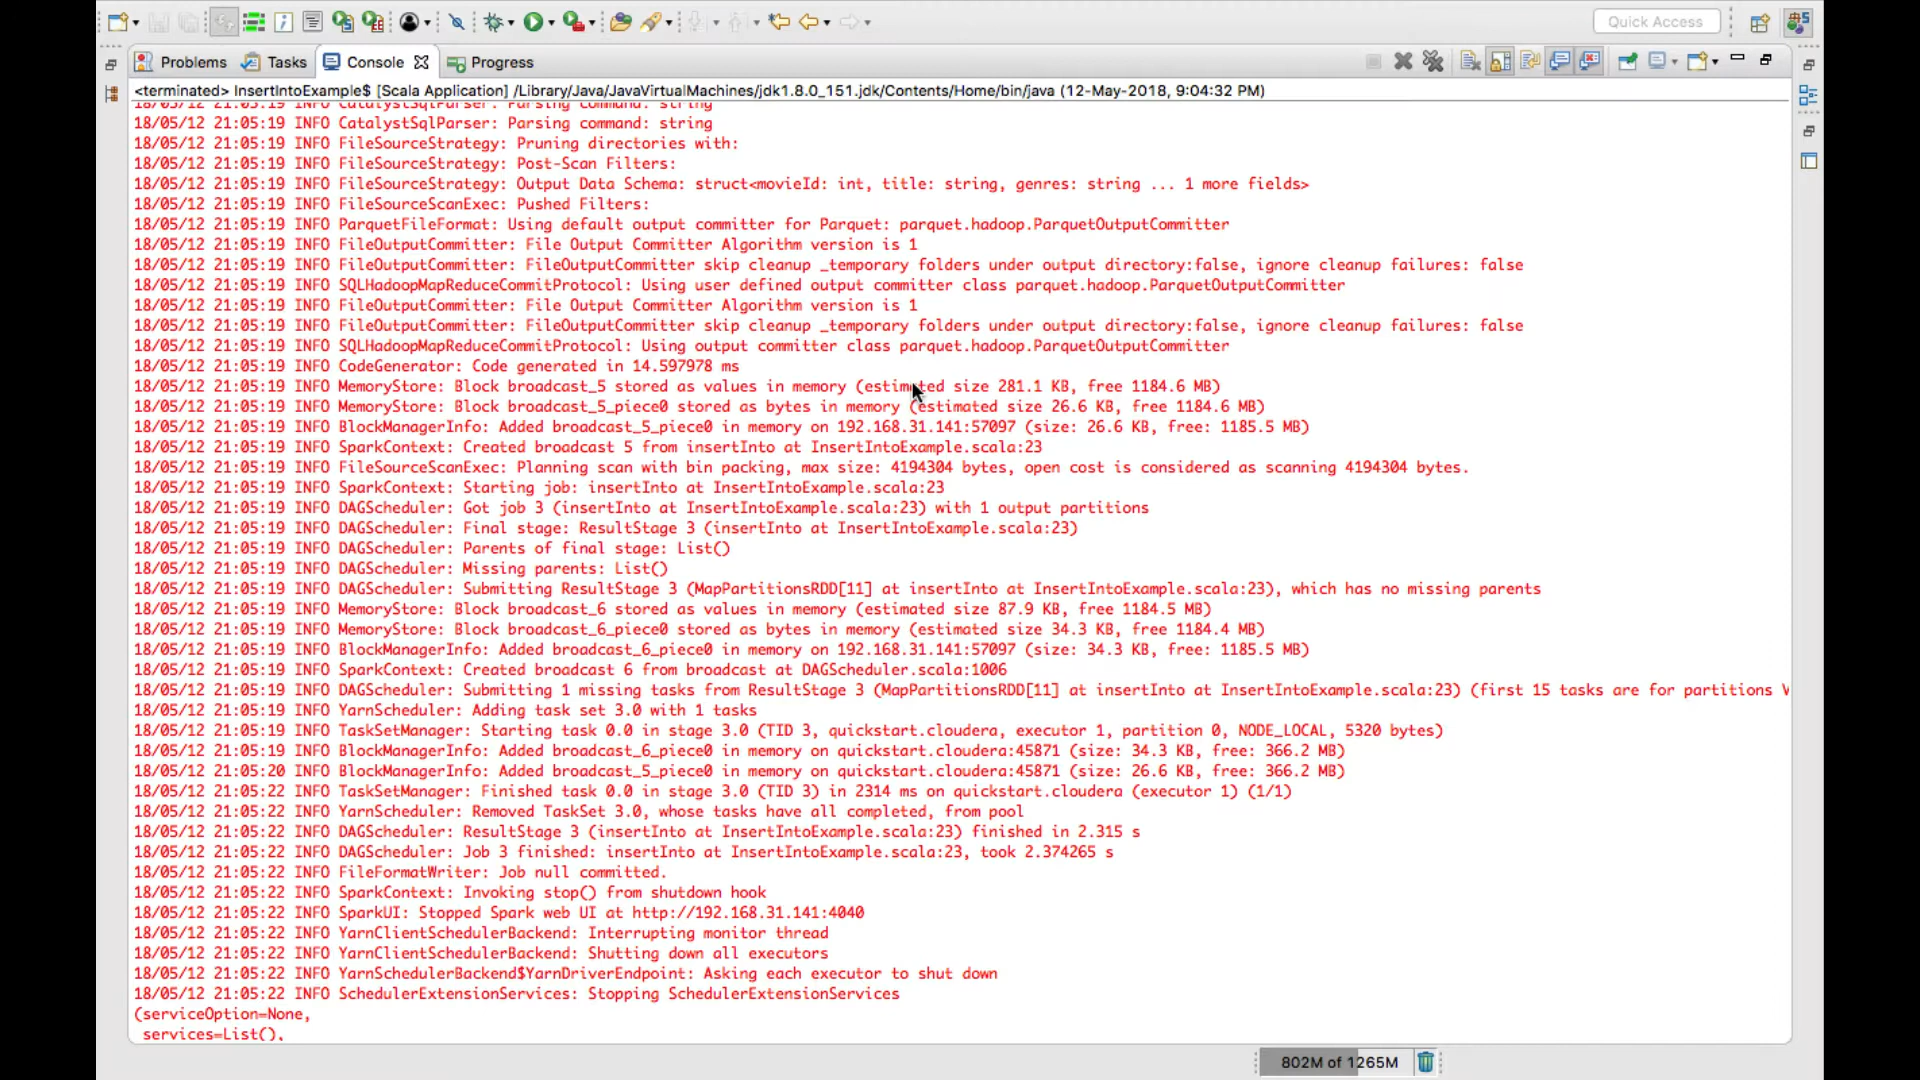 Quick Access
Problems Tasks Console Progress
<terminated> InsertIntoExample$ [Scala Application] /Library/Java/JavaVirtualMachines/jdk1.8.0_151.jdk/Contents/Home/bin/java (12-May-2018, 9:04:32 PM)
18/05/12 21:05:19 INFO CatalystSqlParser: Parsing command: string
18/05/12 21:05:19 INFO CatalystSqlParser: Parsing command: string
18/05/12 21:05:19 INFO FileSourceStrategy: Pruning directories with:
18/05/12 21:05:19 INFO FileSourceStrategy: Post-Scan Filters:
18/05/12 21:05:19 INFO FileSourceStrategy: Output Data Schema: struct<movieId: int, title: string, genres: string ... 1 more fields>
18/05/12 21:05:19 INFO FileSourceScanExec: Pushed Filters:
18/05/12 21:05:19 INFO ParquetFileFormat: Using default output committer for Parquet: parquet.hadoop.ParquetOutputCommitter
18/05/12 21:05:19 INFO FileOutputCommitter: File Output Committer Algorithm version is 1
18/05/12 21:05:19 INFO FileOutputCommitter: FileOutputCommitter skip cleanup _temporary folders under output directory:false, ignore cleanup failures: false
18/05/12 21:05:19 INFO SQLHadoopMapReduceCommitProtocol: Using user defined output committer class parquet.hadoop.ParquetOutputCommitter
18/05/12 21:05:19 INFO FileOutputCommitter: File Output Committer Algorithm version is 1
18/05/12 21:05:19 INFO FileOutputCommitter: FileOutputCommitter skip cleanup _temporary folders under output directory:false, ignore cleanup failures: false
18/05/12 21:05:19 INFO SQLHadoopMapReduceCommitProtocol: Using output committer class parquet.hadoop.ParquetOutputCommitter
18/05/12 21:05:19 INFO CodeGenerator: Code generated in 14.597978 ms
18/05/12 21:05:19 INFO MemoryStore: Block broadcast_5 stored as values in memory (estimated size 281.1 KB, free 1184.6 MB)
18/05/12 21:05:19 INFO MemoryStore: Block broadcast_5_piece0 stored as bytes in memory (estimated size 26.6 KB, free 1184.6 MB)
18/05/12 21:05:19 INFO BlockManagerInfo: Added broadcast_5_piece0 in memory on 192.168.31.141:57097 (size: 26.6 KB, free: 1185.5 MB)
18/05/12 21:05:19 INFO SparkContext: Created broadcast 5 from insertInto at InsertIntoExample.scala:23
18/05/12 21:05:19 INFO FileSourceScanExec: Planning scan with bin packing, max size: 4194304 bytes, open cost is considered as scanning 4194304 bytes.
18/05/12 21:05:19 INFO SparkContext: Starting job: insertInto at InsertIntoExample.scala:23
18/05/12 21:05:19 INFO DAGScheduler: Got job 3 (insertInto at InsertIntoExample.scala:23) with 1 output partitions
18/05/12 21:05:19 INFO DAGScheduler: Final stage: ResultStage 3 (insertInto at InsertIntoExample.scala:23)
18/05/12 21:05:19 INFO DAGScheduler: Parents of final stage: List()
18/05/12 21:05:19 INFO DAGScheduler: Missing parents: List()
18/05/12 21:05:19 INFO DAGScheduler: Submitting ResultStage 3 (MapPartitionsRDD[11] at insertInto at InsertIntoExample.scala:23), which has no missing parents
18/05/12 21:05:19 INFO MemoryStore: Block broadcast_6 stored as values in memory (estimated size 87.9 KB, free 1184.5 MB)
18/05/12 21:05:19 INFO MemoryStore: Block broadcast_6_piece0 stored as bytes in memory (estimated size 34.3 KB, free 1184.4 MB)
18/05/12 21:05:19 INFO BlockManagerInfo: Added broadcast_6_piece0 in memory on 192.168.31.141:57097 (size: 34.3 KB, free: 1185.5 MB)
18/05/12 21:05:19 INFO SparkContext: Created broadcast 6 from broadcast at DAGScheduler.scala:1006
18/05/12 21:05:19 INFO DAGScheduler: Submitting 1 missing tasks from ResultStage 3 (MapPartitionsRDD[11] at insertInto at InsertIntoExample.scala:23) (first 15 tasks are for partitions V
18/05/12 21:05:19 INFO YarnScheduler: Adding task set 3.0 with 1 tasks
18/05/12 21:05:19 INFO TaskSetManager: Starting task 0.0 in stage 3.0 (TID 3, quickstart.cloudera, executor 1, partition 0, NODE_LOCAL, 5320 bytes)
18/05/12 21:05:19 INFO BlockManagerInfo: Added broadcast_6_piece0 in memory on quickstart.cloudera:45871 (size: 34.3 KB, free: 366.2 MB)
18/05/12 21:05:20 INFO BlockManagerInfo: Added broadcast_5_piece0 in memory on quickstart.cloudera:45871 (size: 26.6 KB, free: 366.2 MB)
18/05/12 21:05:22 INFO TaskSetManager: Finished task 0.0 in stage 3.0 (TID 3) in 2314 ms on quickstart.cloudera (executor 1) (1/1)
18/05/12 21:05:22 INFO YarnScheduler: Removed TaskSet 3.0, whose tasks have all completed, from pool
18/05/12 21:05:22 INFO DAGScheduler: ResultStage 3 (insertInto at InsertIntoExample.scala:23) finished in 2.315 s
18/05/12 21:05:22 INFO DAGScheduler: Job 3 finished: insertInto at InsertIntoExample.scala:23, took 2.374265 s
18/05/12 21:05:22 INFO FileFormatWriter: Job null committed.
18/05/12 21:05:22 INFO SparkContext: Invoking stop() from shutdown hook
18/05/12 21:05:22 INFO SparkUI: Stopped Spark web UI at http://192.168.31.141:4040
18/05/12 21:05:22 INFO YarnClientSchedulerBackend: Interrupting monitor thread
18/05/12 21:05:22 INFO YarnClientSchedulerBackend: Shutting down all executors
18/05/12 21:05:22 INFO YarnSchedulerBackend$YarnDriverEndpoint: Asking each executor to shut down
18/05/12 21:05:22 INFO SchedulerExtensionServices: Stopping SchedulerExtensionServices
(serviceOption=None,
services=List(),
802M of 1265M